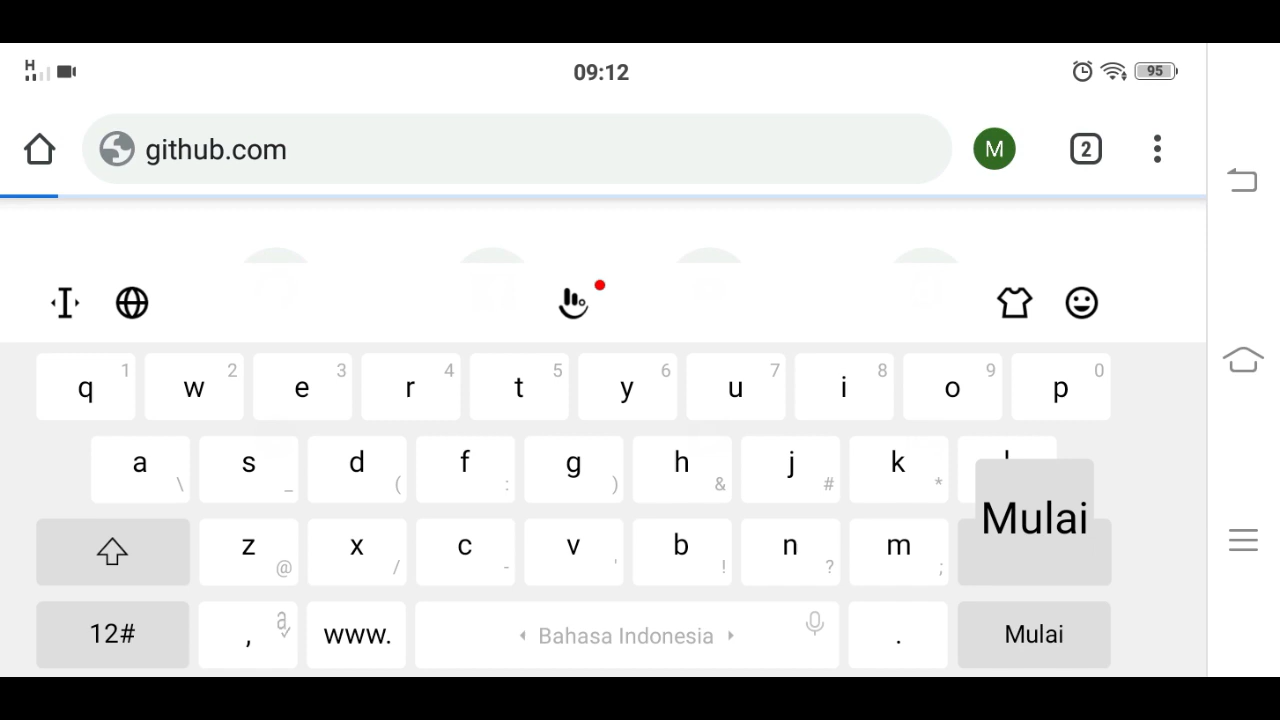 H 09:12 95
github.com M 2
q 1 w 2 e 3 r 4 t 5 y 6 u 7 i 8 o 9 p 0
a \ s _ d ( f : g ) h & j # k *
Mulai
z @ x / c - v ' b ! n ? m ;
12# , a www. Bahasa Indonesia . Mulai